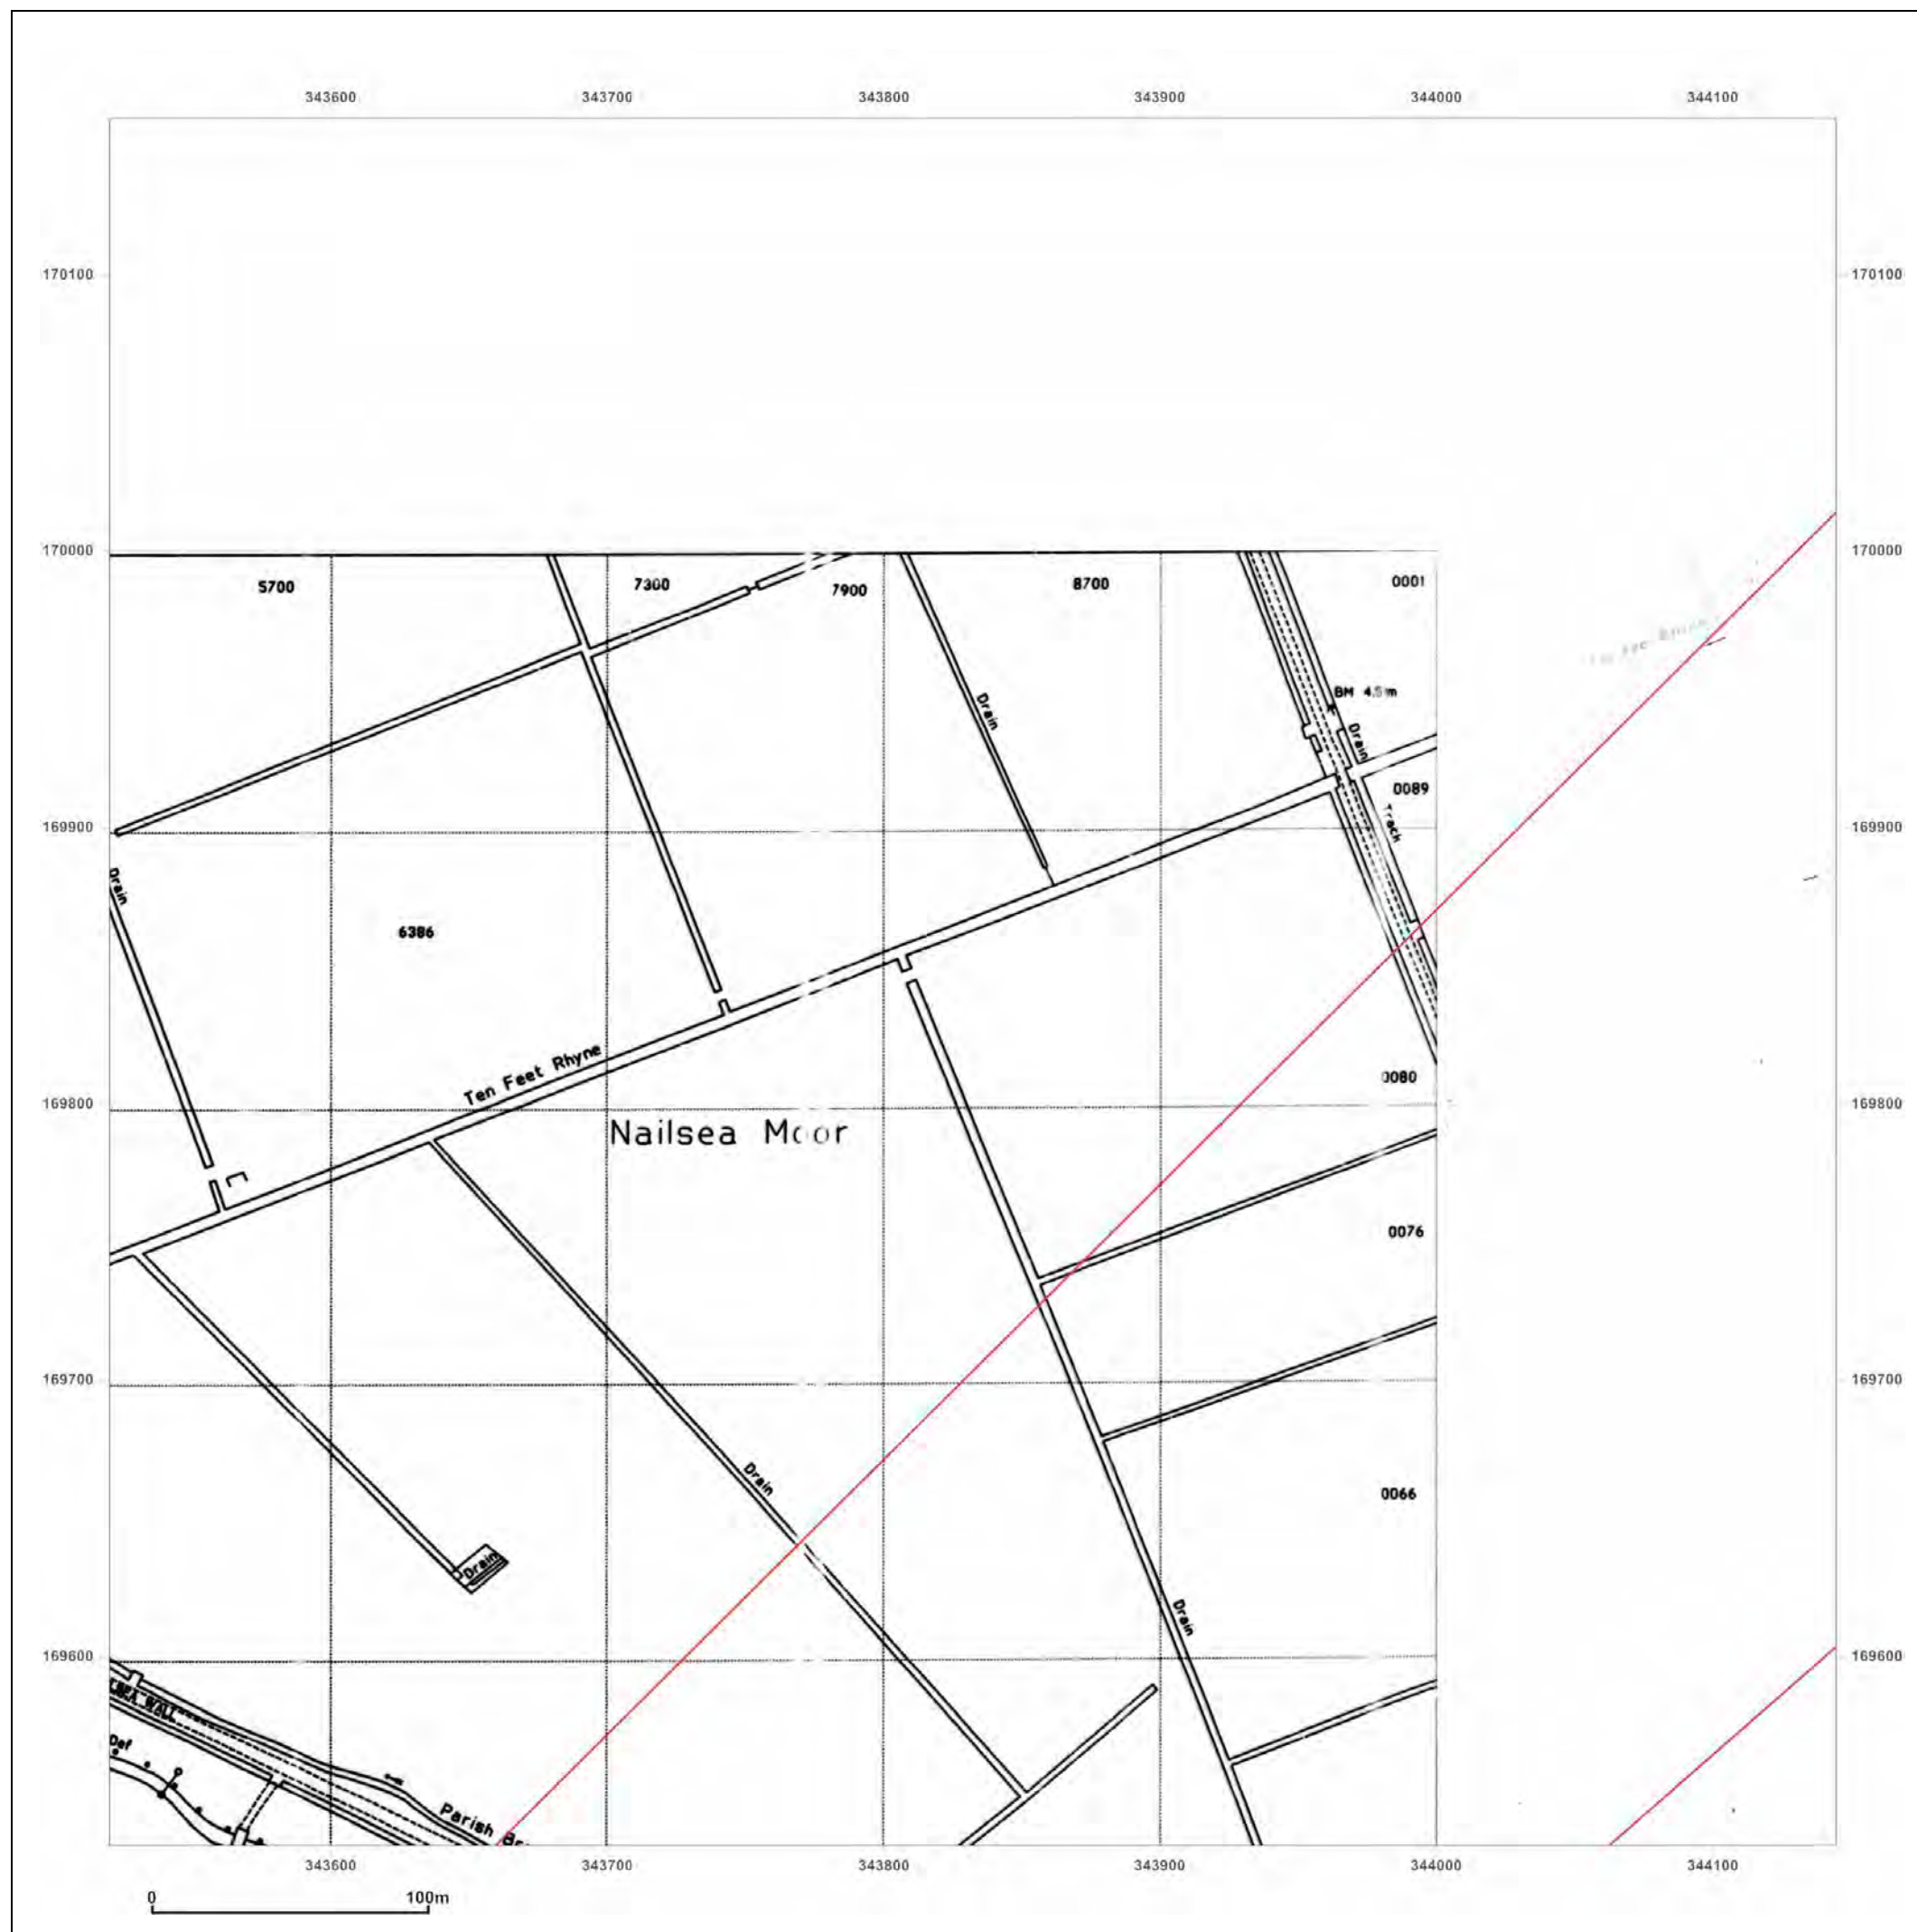 343600 343700 343800 343900 344000 344100
170100 170100
170000 170000
5700 7300 7900 8700 0001
Drain
BM
Drain
0089
169900 169900
Track
Drain
6386
Ten Feet Rhyne
0080
169800 169800
Nailsea Moor
0076
169700 169700
Drain
0066
Drain
Drain
169600 169600
SEA WALL
Def
Parish
343600 343700 343800 343900 344000 344100
0 100m